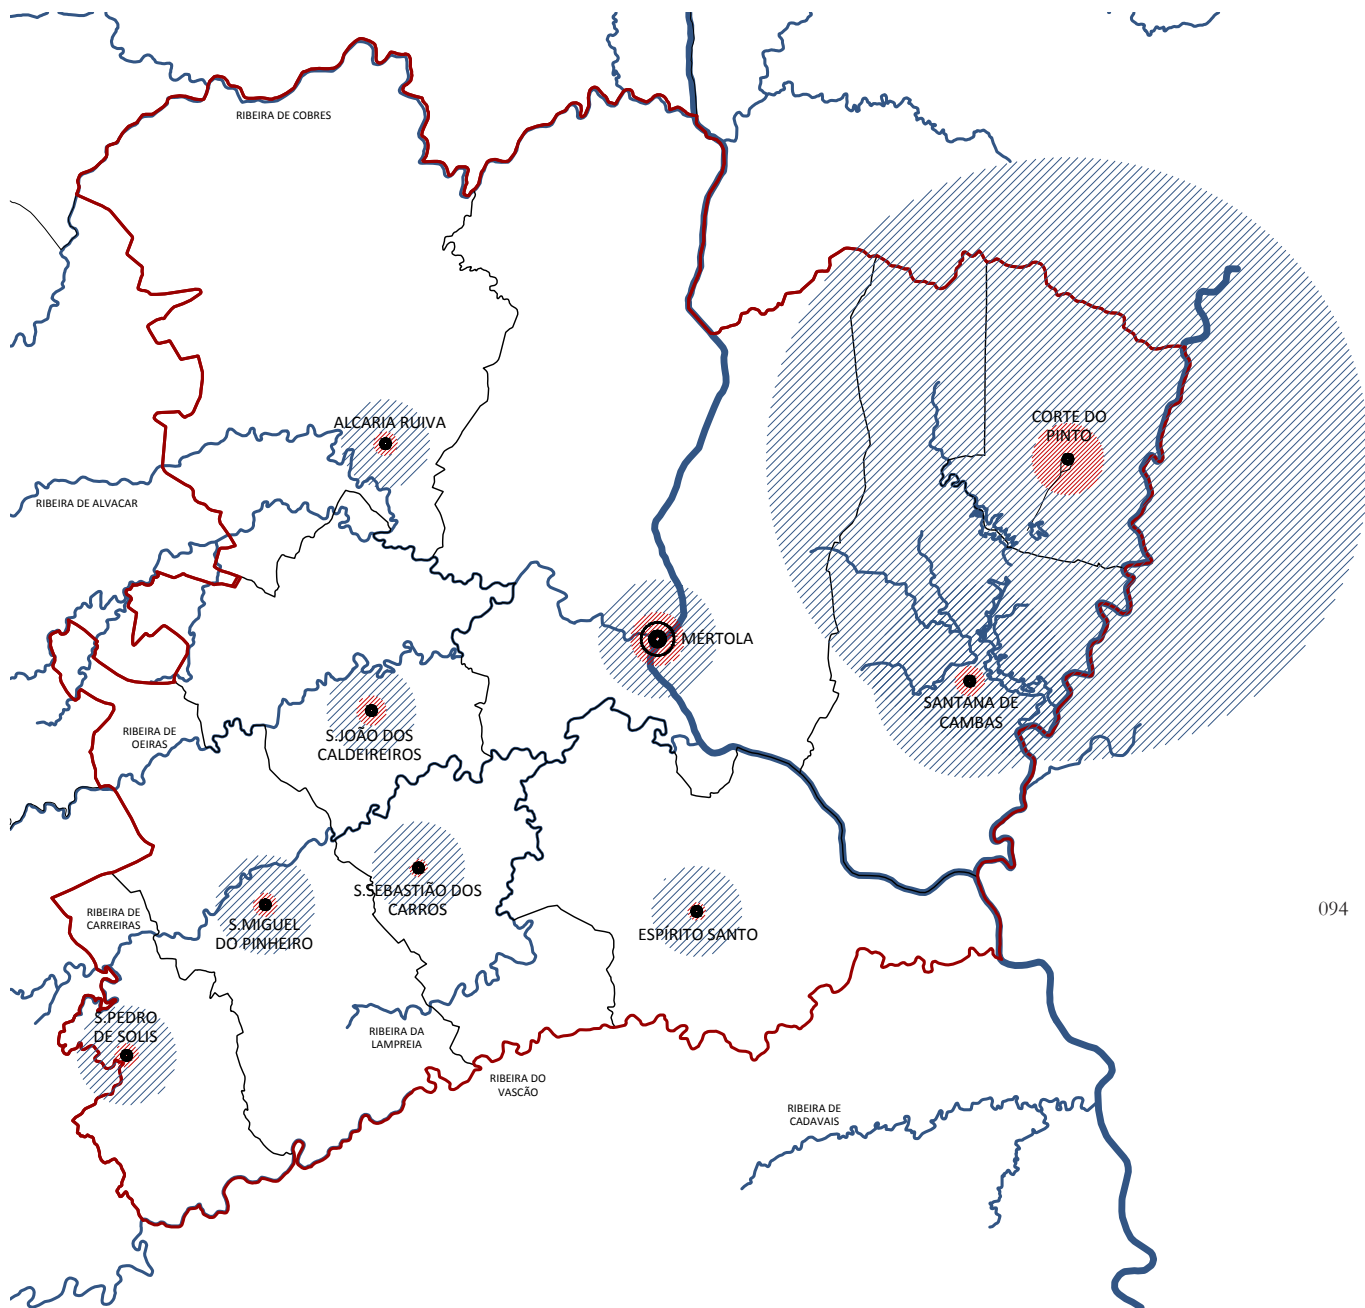 RIBEIRA DE COBRES
ALCARIA RUIVA
CORTE DO
PINTO
RIBEIRA DE ALVACAR
MÉRTOLA
SANTANA DE
CAMBAS
RIBEIRA DE
OEIRAS
S.JOÃO DOS
CALDEIREIROS
S.SEBASTIÃO DOS
CARROS
RIBEIRA DE
CARREIRAS
S.MIGUEL
DO PINHEIRO
ESPÍRITO SANTO
094
S.PEDRO
DE SOLIS
RIBEIRA DA
LAMPREIA
RIBEIRA DO
VASCÃO
RIBEIRA DE
CADAVAIS